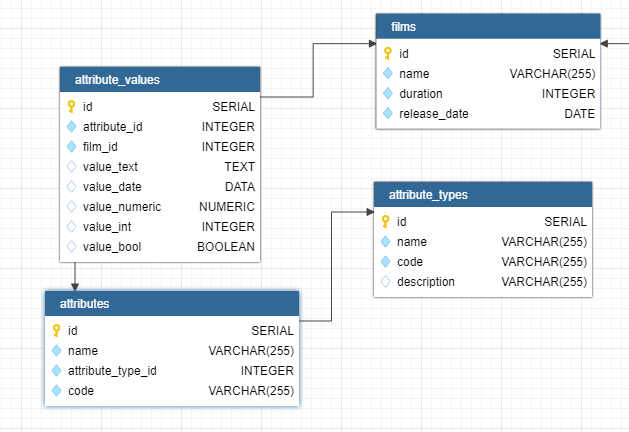 films
id SERIAL
name VARCHAR(255)
duration INTEGER
release_date DATE
attribute_values
id SERIAL
attribute_id INTEGER
film_id INTEGER
value_text TEXT
value_date DATA
value_numeric NUMERIC
value_int INTEGER
value_bool BOOLEAN
attribute_types
id SERIAL
name VARCHAR(255)
code VARCHAR(255)
description VARCHAR(255)
attributes
id SERIAL
name VARCHAR(255)
attribute_type_id INTEGER
code VARCHAR(255)